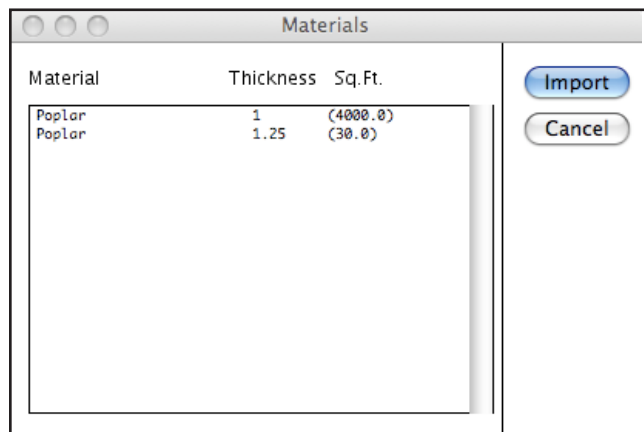 Materials
Material Thickness Sq.Ft.
Import
Poplar 1 (4000.0)
Poplar 1.25 (30.0)
Cancel